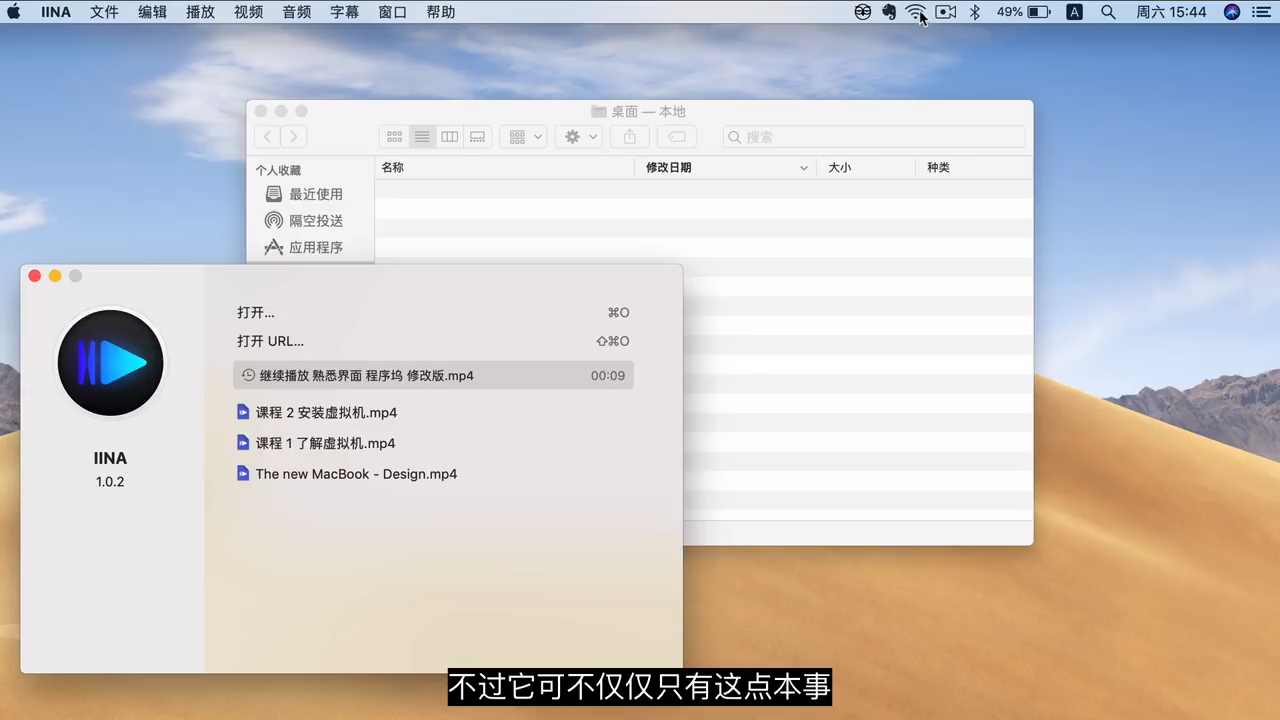 IINA 文件 编辑 播放 视频 音频 字幕 窗口 帮助 49% A 周六 15:44
桌面 — 本地
搜索
个人收藏 名称 修改日期 大小 种类
最近使用
隔空投送
应用程序
打开... ⌘O
打开 URL... ⇧⌘O
继续播放 熟悉界面 程序坞 修改版.mp4 00:09
课程 2 安装虚拟机.mp4
课程 1 了解虚拟机.mp4
The new MacBook - Design.mp4
IINA
1.0.2
不过它可不仅仅只有这点本事